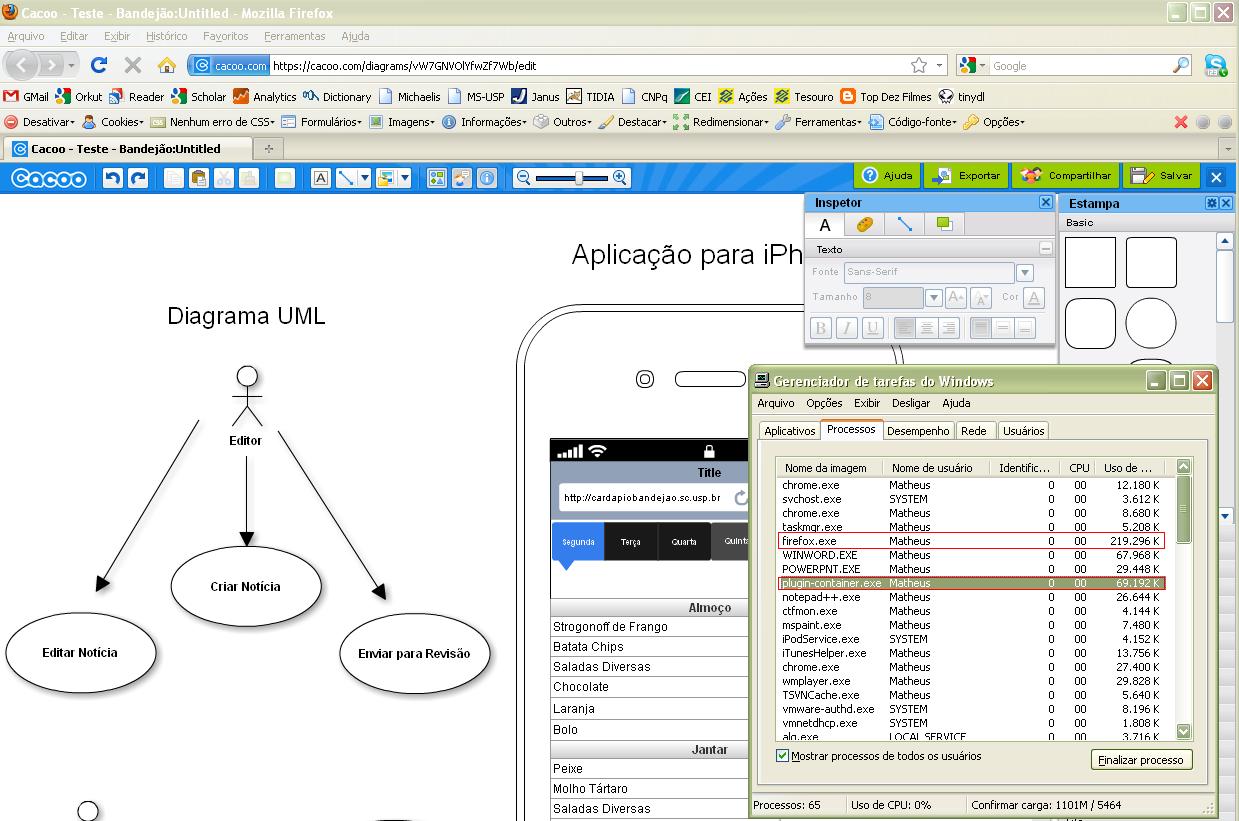 Cacoo - Teste - Bandejão:Untitled - Mozilla Firefox
Arquivo Editar Exibir Histórico Favoritos Ferramentas Ajuda
cacoo.com https://cacoo.com/diagrams/vW7GNVOlYfwZf7Wb/edit Google
GMail Orkut Reader Scholar Analytics Dictionary Michaelis MS-USP Janus TIDIA CNPq CEI Ações Tesouro Top Dez Filmes tinydl
Desativar Cookies Nenhum erro de CSS Formulários Imagens Informações Outros Destacar Redimensionar Ferramentas Código-fonte Opções
Cacoo - Teste - Bandejão:Untitled
Cacoo Ajuda Exportar Compartilhar Salvar
Inspetor
Texto
Fonte Sans-Serif
Tamanho 8 Cor
B I U
Estampa
Basic
Aplicação para iPh
Diagrama UML
Editor
Criar Notícia
Editar Notícia
Enviar para Revisão
Title
http://cardapiobandejao.sc.usp.br
Segunda Terça Quarta Quint
Almoço
Strogonoff de Frango
Batata Chips
Saladas Diversas
Chocolate
Laranja
Bolo
Jantar
Peixe
Molho Tártaro
Saladas Diversas
Gerenciador de tarefas do Windows
Arquivo Opções Exibir Desligar Ajuda
Aplicativos Processos Desempenho Rede Usuários
Nome da imagem Nome de usuário Identific... CPU Uso de ...
chrome.exe Matheus 0 00 12.180 K
svchost.exe SYSTEM 0 00 3.612 K
chrome.exe Matheus 0 00 8.680 K
taskmgr.exe Matheus 0 00 5.208 K
firefox.exe Matheus 0 00 219.296 K
WINWORD.EXE Matheus 0 00 67.968 K
POWERPNT.EXE Matheus 0 00 29.448 K
plugin-container.exe Matheus 0 00 69.192 K
notepad++.exe Matheus 0 00 26.644 K
ctfmon.exe Matheus 0 00 4.144 K
mspaint.exe Matheus 0 00 7.480 K
iPodService.exe SYSTEM 0 00 4.152 K
iTunesHelper.exe Matheus 0 00 13.756 K
chrome.exe Matheus 0 00 27.400 K
wmplayer.exe Matheus 0 00 29.828 K
TSVNCache.exe Matheus 0 00 5.640 K
vmware-authd.exe SYSTEM 0 00 8.196 K
vmnetdhcp.exe SYSTEM 0 00 1.808 K
alg.exe LOCAL SERVICE 0 00 3.716 K
Mostrar processos de todos os usuários
Finalizar processo
Processos: 65 Uso de CPU: 0% Confirmar carga: 1101M / 5464